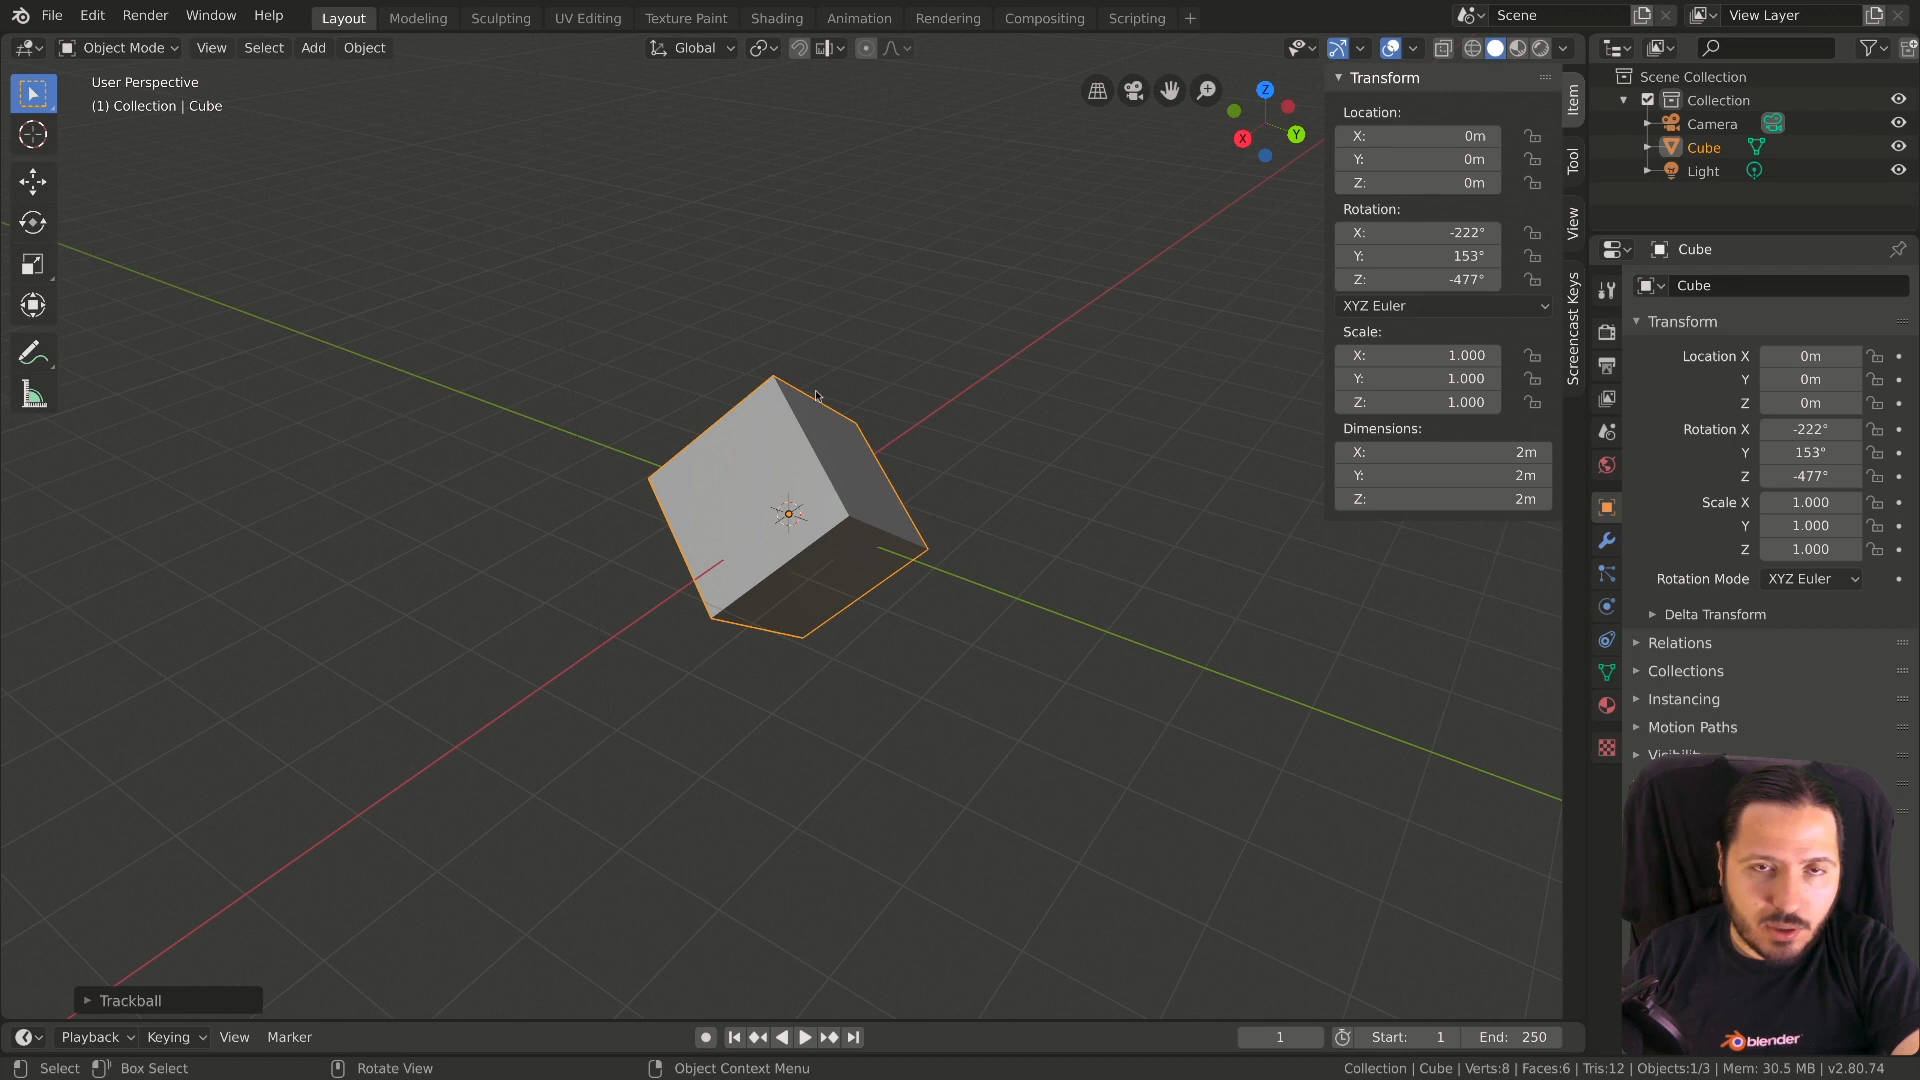 File Edit Render Window Help Layout Modeling Sculpting UV Editing Texture Paint Shading Animation Rendering Compositing Scripting + Scene View Layer
Object Mode View Select Add Object Global
User Perspective
(1) Collection | Cube
Z
Y
X
Transform
Location:
X: 0m
Y: 0m
Z: 0m
Rotation:
X: -222°
Y: 153°
Z: -477°
XYZ Euler
Scale:
X: 1.000
Y: 1.000
Z: 1.000
Dimensions:
X: 2m
Y: 2m
Z: 2m
Item
Tool
View
Screencast Keys
Scene Collection
Collection
Camera
Cube
Light
Cube
Cube
Transform
Location X 0m
Y 0m
Z 0m
Rotation X -222°
Y 153°
Z -477°
Scale X 1.000
Y 1.000
Z 1.000
Rotation Mode XYZ Euler
Delta Transform
Relations
Collections
Instancing
Motion Paths
blender
Trackball
Playback Keying View Marker 1 Start: 1 End: 250
Select Box Select Rotate View Object Context Menu Collection | Cube | Verts:8 | Faces:6 | Tris:12 | Objects:1/3 | Mem: 30.5 MB | v2.80.74